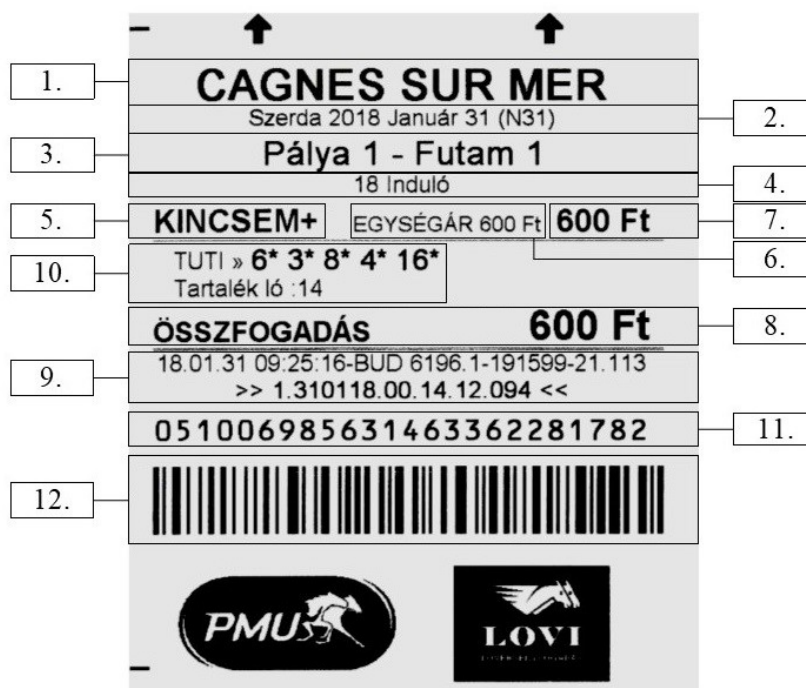 1.
CAGNES SUR MER
Szerda 2018 Január 31 (N31)
2.
3.
Pálya 1 - Futam 1
18 Induló
4.
5.
KINCSEM+
EGYSÉGÁR 600 Ft
600 Ft
7.
6.
10.
TUTI » 6* 3* 8* 4* 16*
Tartalék ló :14
ÖSSZFOGADÁS
600 Ft
8.
9.
18.01.31 09:25:16-BUD 6196.1-191599-21.113
>> 1.310118.00.14.12.094 <<
051006985631463362281782
11.
12.
PMU
LOVI